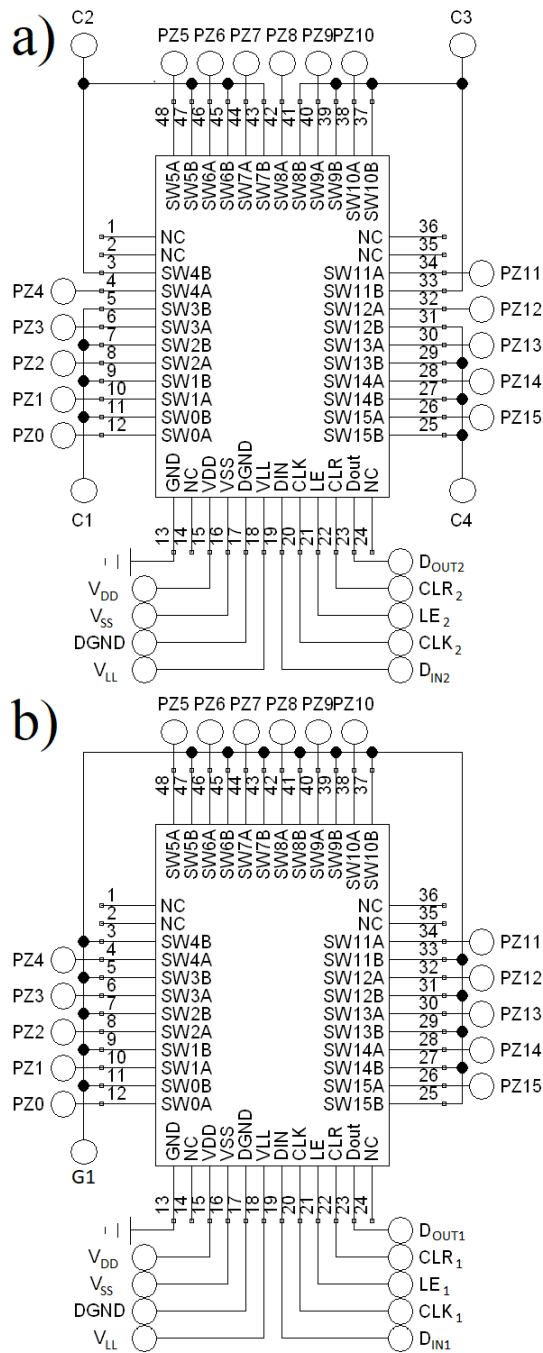 a)
C2 C3
PZ5 PZ6 PZ7 PZ8 PZ9 PZ10
48 47 46 45 44 43 42 41 40 39 38 37
SW5A SW5B SW6A SW6B SW7A SW7B SW8A SW8B SW9A SW9B SW10A SW10B
1 NC NC 36
2 NC NC 35
3 SW4B SW11A 34 PZ11
PZ4 4 SW4A SW11B 33
5 SW3B SW12A 32 PZ12
PZ3 6 SW3A SW12B 31
7 SW2B SW13A 30 PZ13
PZ2 8 SW2A SW13B 29
9 SW1B SW14A 28 PZ14
PZ1 10 SW1A SW14B 27
11 SW0B SW15A 26 PZ15
PZ0 12 SW0A SW15B 25
GND NC VDD VSS DGND VLL DIN CLK LE CLR Dout NC
C1 C4
13 14 15 16 17 18 19 20 21 22 23 24
DOUT2
VDD CLR2
VSS LE2
DGND CLK2
VLL DIN2
b)
PZ5 PZ6 PZ7 PZ8 PZ9 PZ10
48 47 46 45 44 43 42 41 40 39 38 37
SW5A SW5B SW6A SW6B SW7A SW7B SW8A SW8B SW9A SW9B SW10A SW10B
1 NC NC 36
2 NC NC 35
3 SW4B SW11A 34 PZ11
PZ4 4 SW4A SW11B 33
5 SW3B SW12A 32 PZ12
PZ3 6 SW3A SW12B 31
7 SW2B SW13A 30 PZ13
PZ2 8 SW2A SW13B 29
9 SW1B SW14A 28 PZ14
PZ1 10 SW1A SW14B 27
11 SW0B SW15A 26 PZ15
PZ0 12 SW0A SW15B 25
GND NC VDD VSS DGND VLL DIN CLK LE CLR Dout NC
G1
13 14 15 16 17 18 19 20 21 22 23 24
DOUT1
VDD CLR1
VSS LE1
DGND CLK1
VLL DIN1